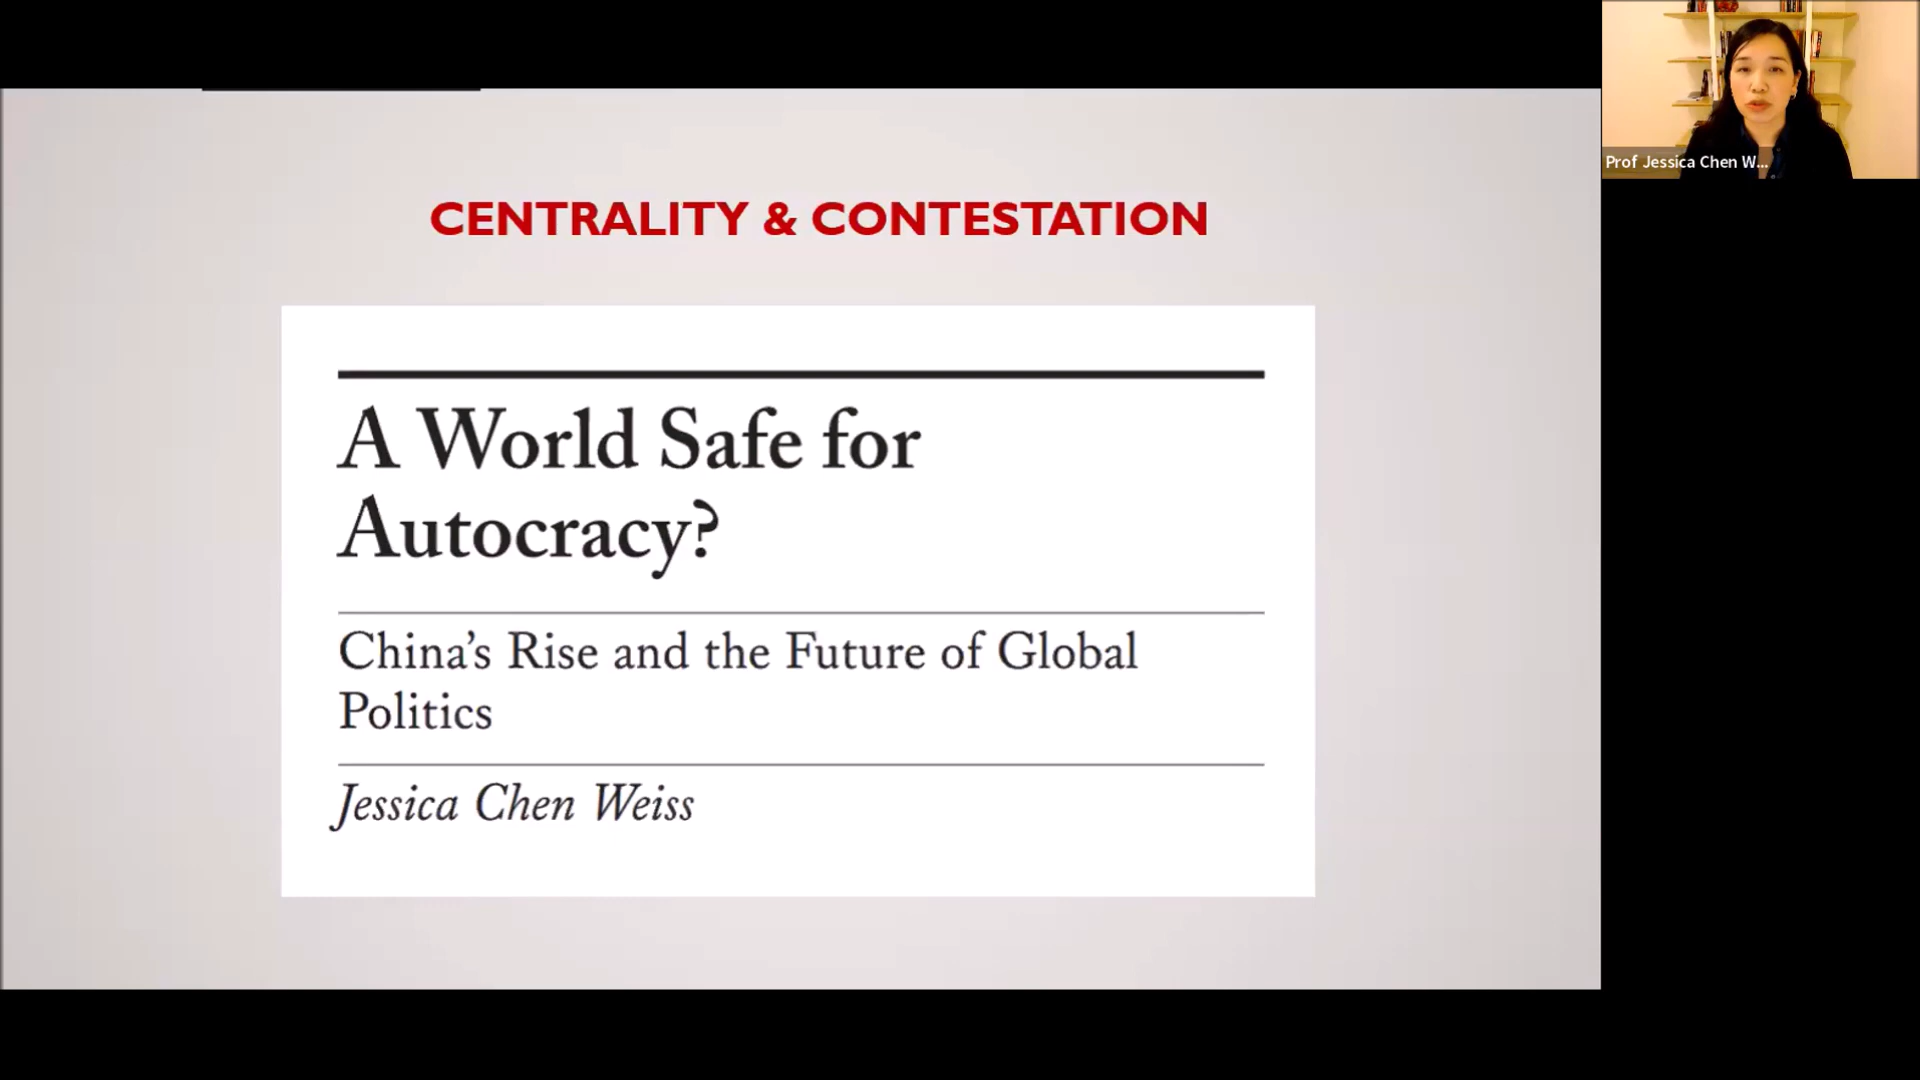 CENTRALITY & CONTESTATION
A World Safe for
Autocracy?
China’s Rise and the Future of Global
Politics
Jessica Chen Weiss
Prof Jessica Chen W...